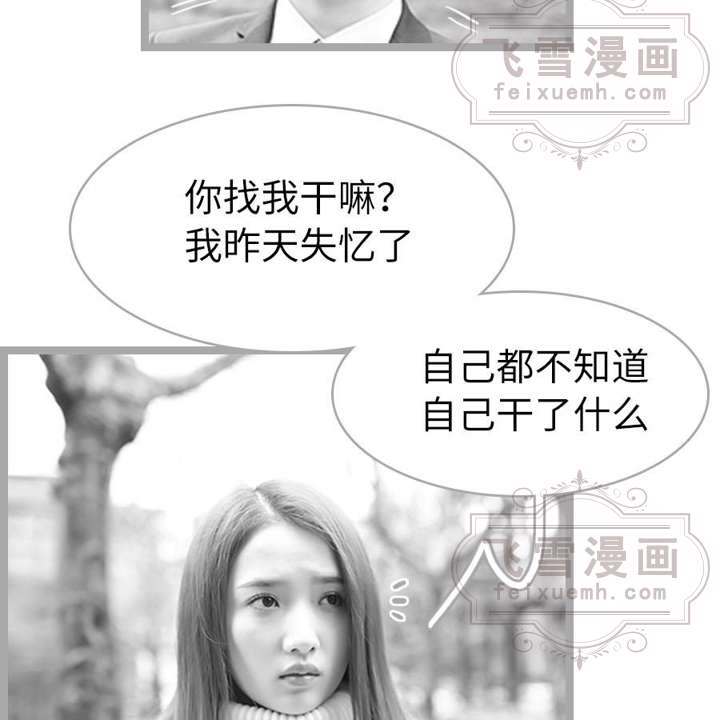 飞雪漫画
feixuemh.com
你找我干嘛？
我昨天失忆了
自己都不知道
自己干了什么
飞雪漫画
feixuemh.com